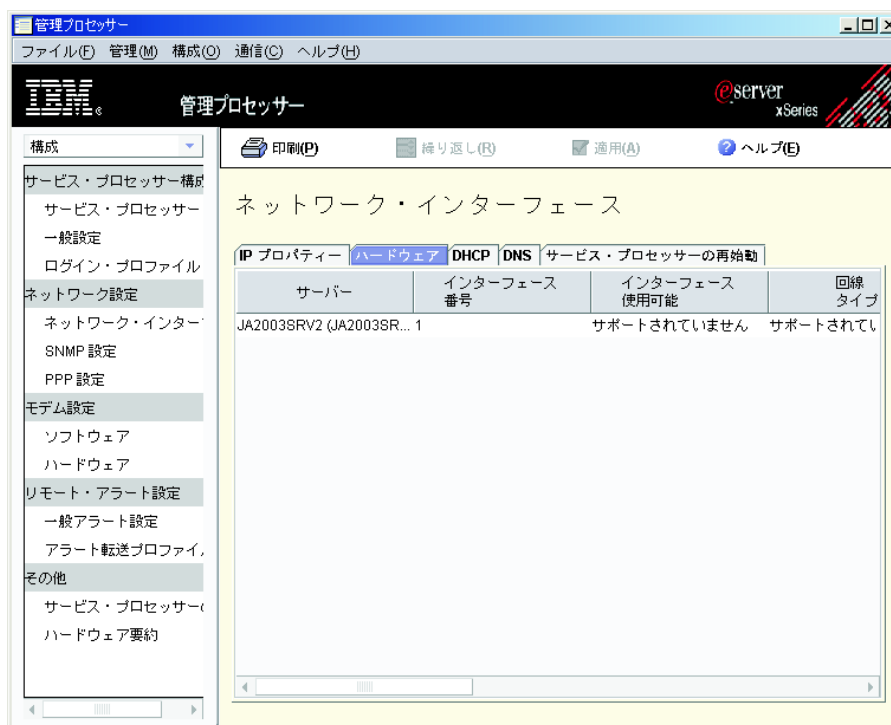 管理プロセッサー
ファイル(F) 管理(M) 構成(O) 通信(C) ヘルプ(H)
IBM®
管理プロセッサー
eserver
xSeries
構成
印刷(P) 繰り返し(R) 適用(A) ヘルプ(E)
サービス・プロセッサー構成
サービス・プロセッサー
一般設定
ログイン・プロファイル
ネットワーク設定
ネットワーク・インター
SNMP 設定
PPP 設定
モデム設定
ソフトウェア
ハードウェア
リモート・アラート設定
一般アラート設定
アラート転送プロファイ
その他
サービス・プロセッサーの
ハードウェア要約
ネットワーク・インターフェース
IP プロパティー ハードウェア DHCP DNS サービス・プロセッサーの再始動
サーバー
インターフェース
番号
インターフェース
使用可能
回線
タイプ
JA2003SRV2 (JA2003SR... 1 サポートされていません サポートされてい